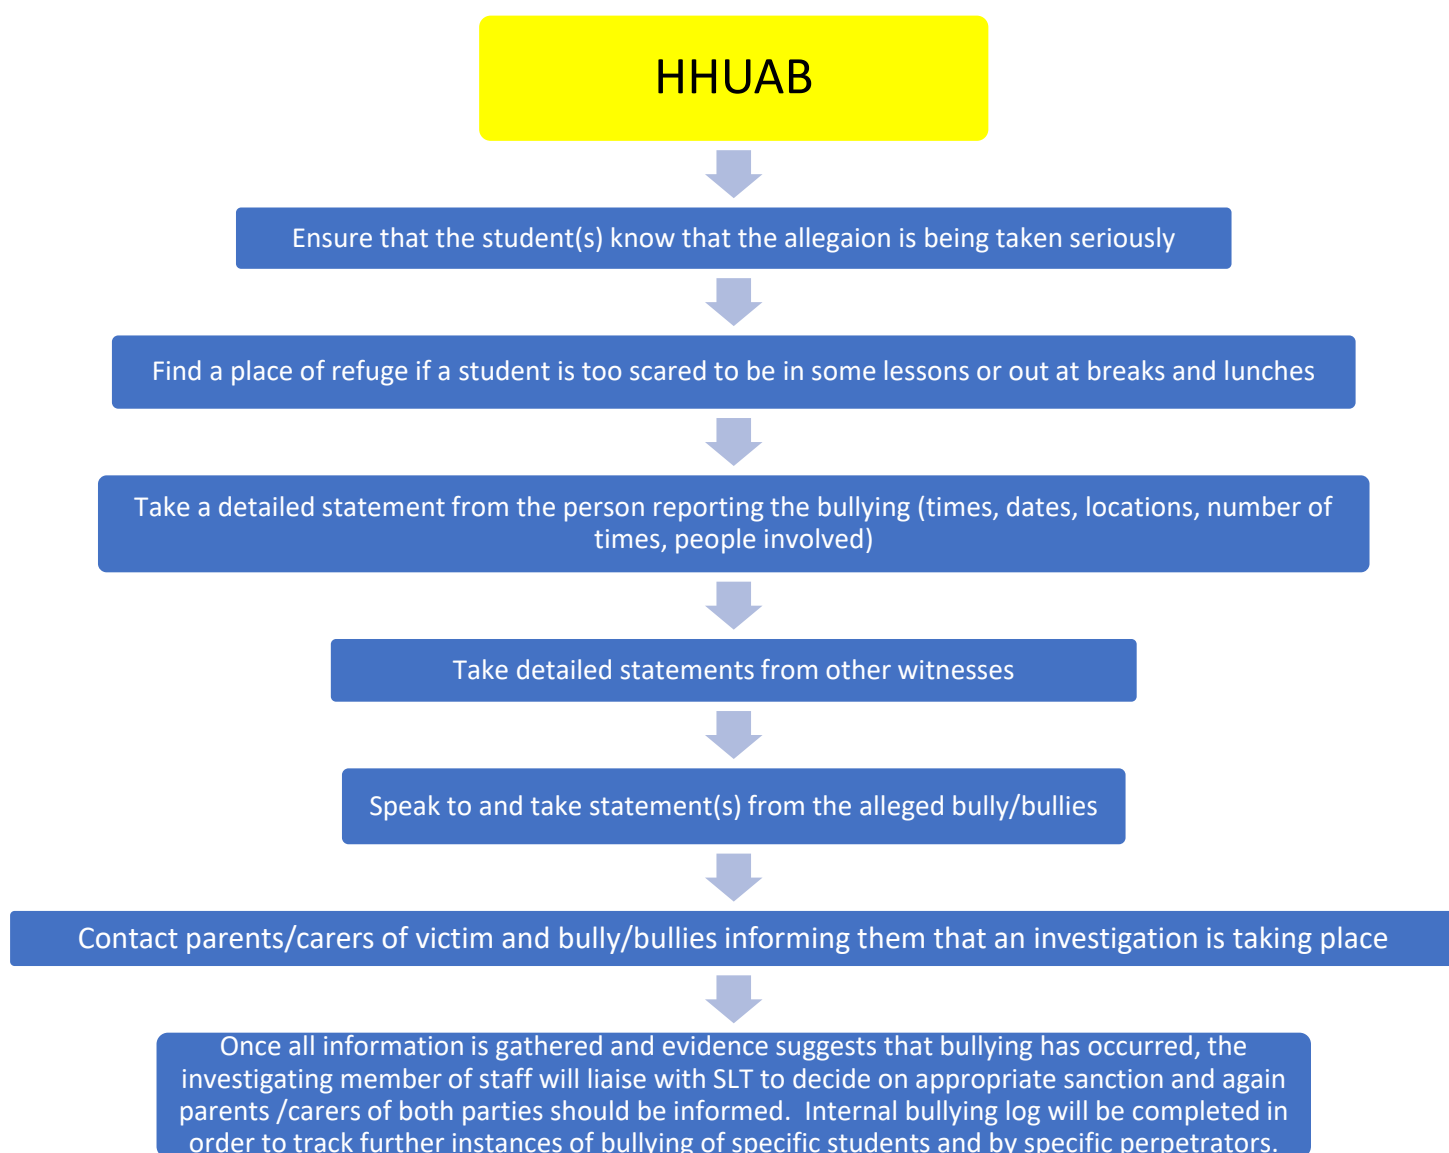 HHUAB
Ensure that the student(s) know that the allegaion is being taken seriously
Find a place of refuge if a student is too scared to be in some lessons or out at breaks and lunches
Take a detailed statement from the person reporting the bullying (times, dates, locations, number of
times, people involved)
Take detailed statements from other witnesses
Speak to and take statement(s) from the alleged bully/bullies
Contact parents/carers of victim and bully/bullies informing them that an investigation is taking place
Once all information is gathered and evidence suggests that bullying has occurred, the
investigating member of staff will liaise with SLT to decide on appropriate sanction and again
parents /carers of both parties should be informed.  Internal bullying log will be completed in
order to track further instances of bullying of specific students and by specific perpetrators.